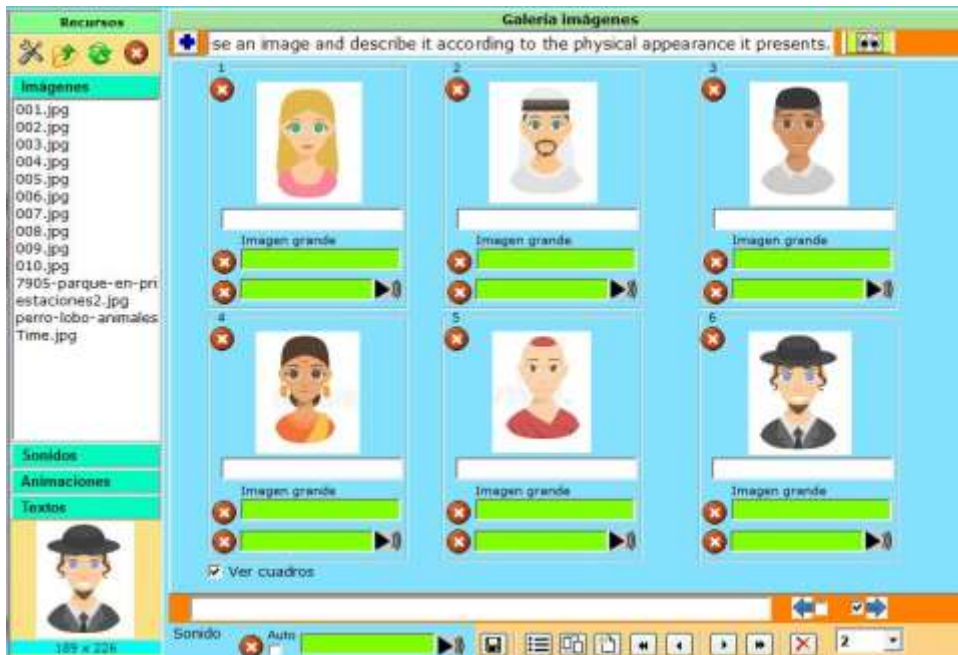 Recursos
Imágenes
001.jpg
002.jpg
003.jpg
004.jpg
005.jpg
006.jpg
007.jpg
008.jpg
009.jpg
010.jpg
7905-parque-en-pri
estaciones2.jpg
perro-lobo-animales
Time.jpg
Sonidos
Animaciones
Textos
189 x 226
Galeria imágenes
se an image and describe it according to the physical appearance it presents.
1
2
3
Imagen grande
Imagen grande
Imagen grande
4
5
6
Imagen grande
Imagen grande
Imagen grande
Ver cuadros
Sonido
Auto
2